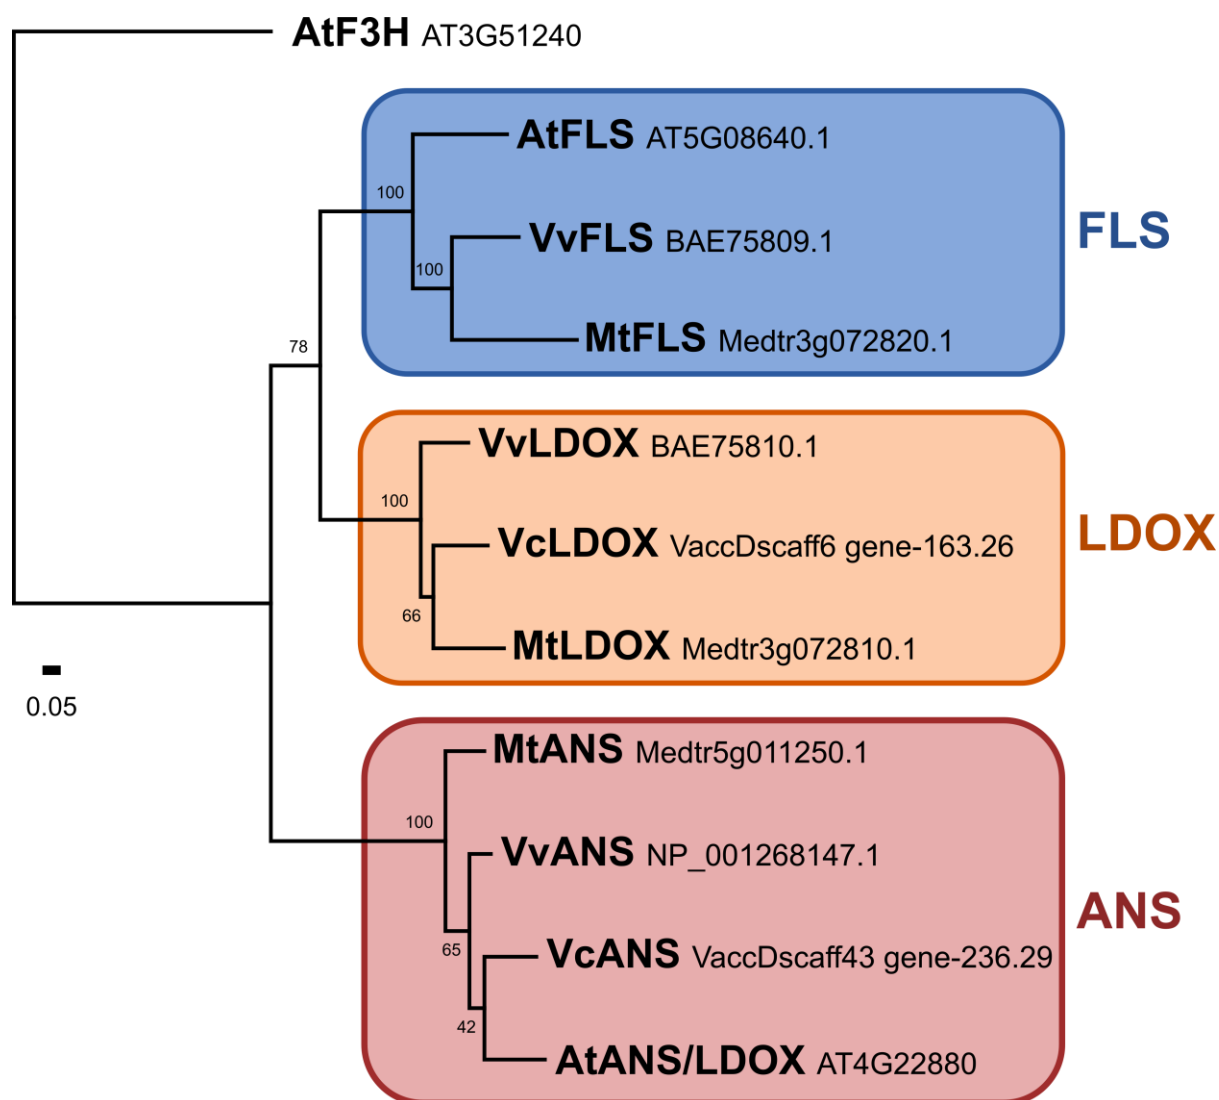 AtF3H AT3G51240
AtFLS AT5G08640.1
100
VvFLS BAE75809.1
FLS
100
MtFLS Medtr3g072820.1
78
VvLDOX BAE75810.1
100
VcLDOX VaccDscaff6 gene-163.26
LDOX
66
MtLDOX Medtr3g072810.1
0.05
MtANS Medtr5g011250.1
100
VvANS NP_001268147.1
ANS
65
VcANS VaccDscaff43 gene-236.29
42
AtANS/LDOX AT4G22880